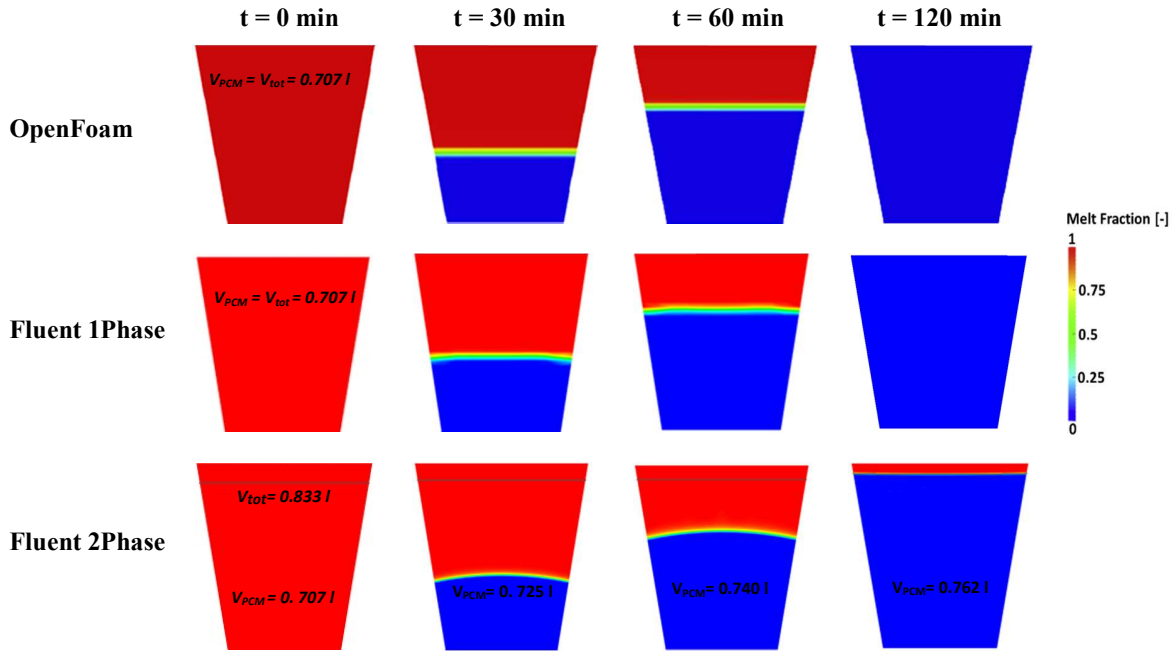 t = 0 min t = 30 min t = 60 min t = 120 min
V_PCM = V_tot = 0.707 l
OpenFoam
Melt Fraction [-]
1
0.75
0.5
0.25
0
V_PCM = V_tot = 0.707 l
Fluent 1Phase
V_tot = 0.833 l
Fluent 2Phase
V_PCM = 0. 707 l V_PCM = 0. 725 l V_PCM = 0.740 l V_PCM = 0.762 l